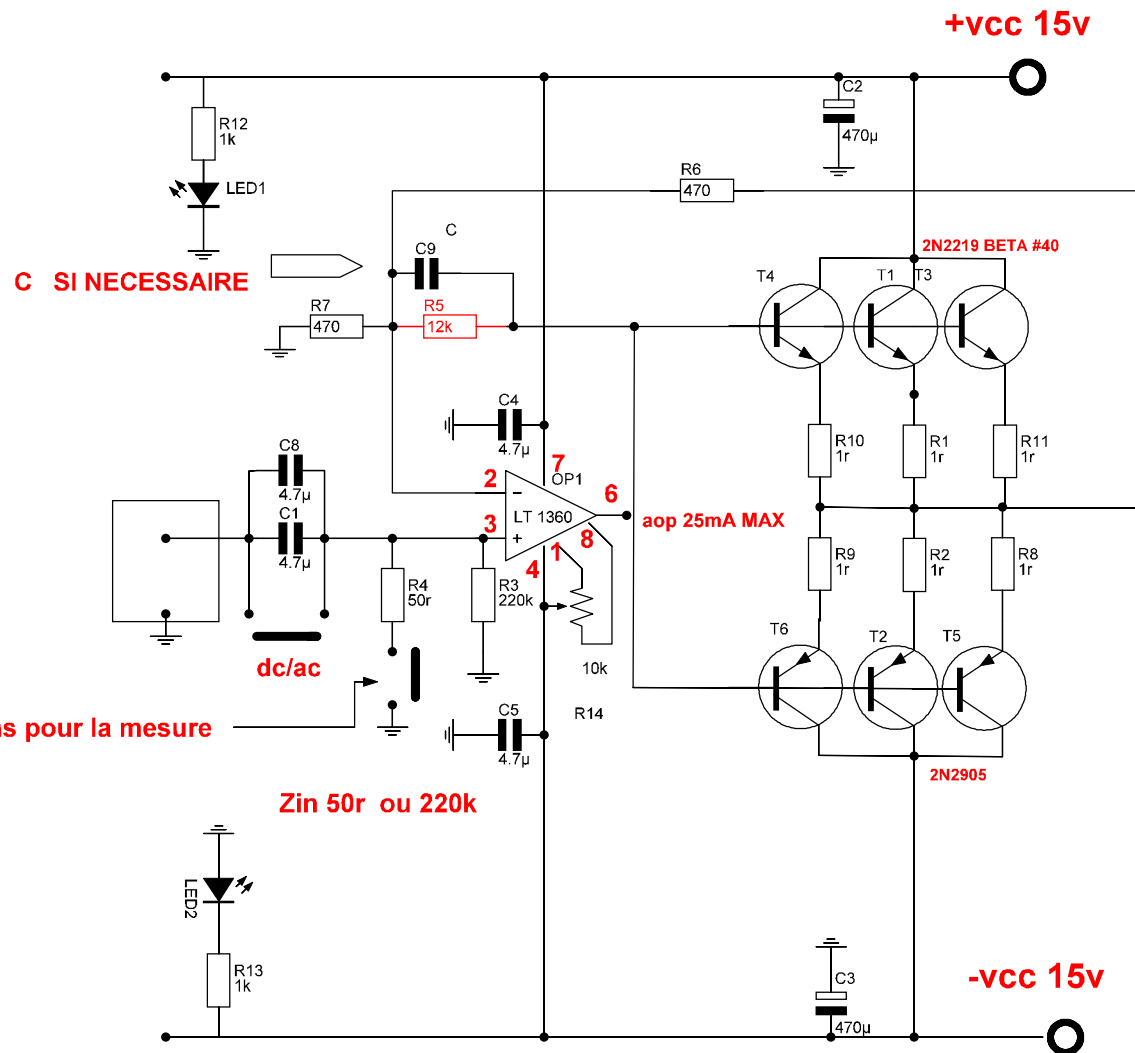 +vcc 15v
C2
470µ
R12
1k
LED1
R6
470
2N2219 BETA #40
C
C9
C SI NECESSAIRE
T4
T1
T3
R7
470
R5
12k
C4
4.7µ
R10
1r
R1
1r
R11
1r
C8
4.7µ
C1
4.7µ
7
OP1
2
LT 1360
6
3
+
−
aop 25mA MAX
8
1
4
R4
50r
R3
220k
R9
1r
R2
1r
R8
1r
T6
T2
T5
dc/ac
10k
R14
ns pour la mesure
C5
4.7µ
2N2905
Zin 50r ou 220k
LED2
R13
1k
C3
470µ
-vcc 15v